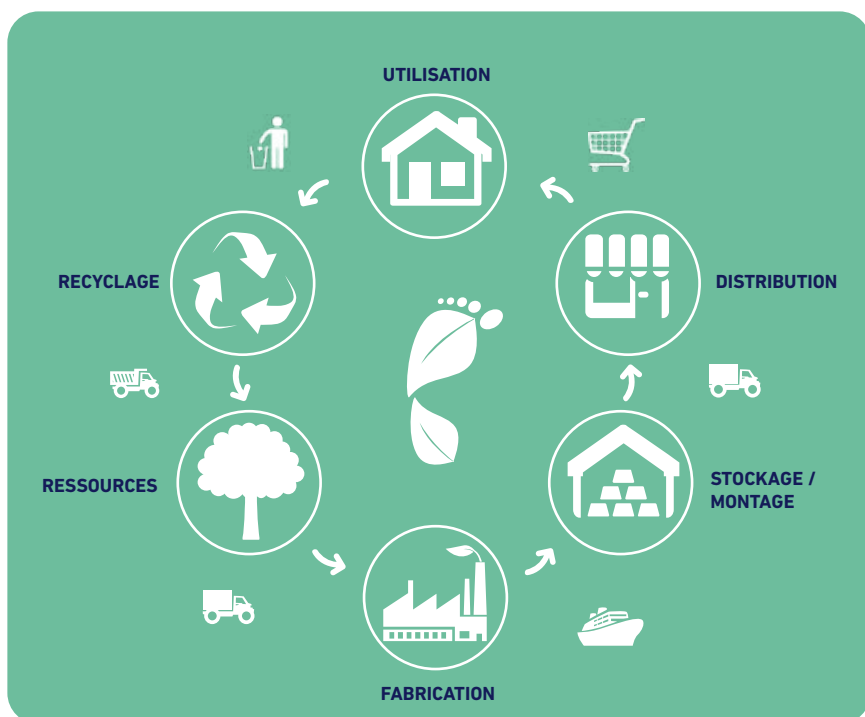 UTILISATION
RECYCLAGE
DISTRIBUTION
RESSOURCES
STOCKAGE /
MONTAGE
FABRICATION